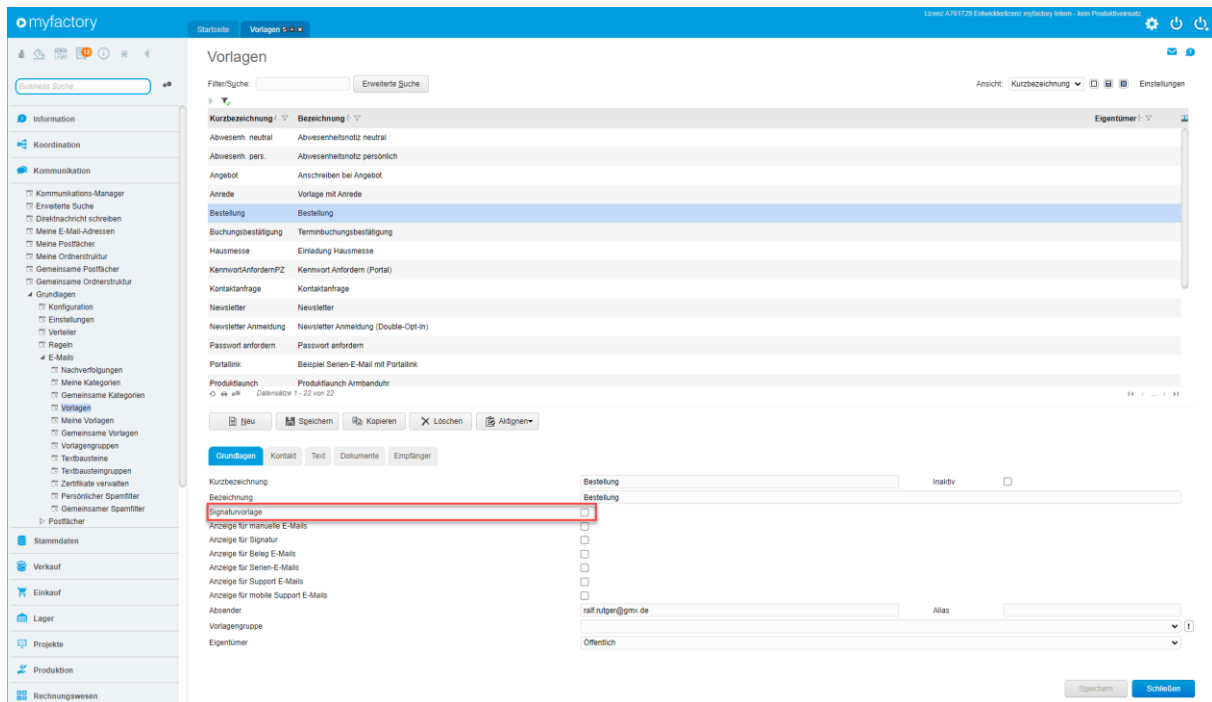 Lizenz A761729 Entwicklerlizenz myfactory Intern - kein Produktiveinsatz
myfactory
Startseite
Vorlagen
Vorlagen
Business Suche
Filter/Suche:
Erweiterte Suche
Ansicht:
Kurzbezeichnung
Einstellungen
Kurzbezeichnung Bezeichnung Eigentümer
Abwesenh. neutral Abwesenheitsnotiz neutral
Abwesenh. pers. Abwesenheitsnotiz persönlich
Angebot Anschreiben bei Angebot
Anrede Vorlage mit Anrede
Bestellung Bestellung
Buchungsbestätigung Terminbuchungsbestätigung
Hausmesse Einladung Hausmesse
KennwortAnfordernPZ Kennwort Anfordern (Portal)
Kontaktanfrage Kontaktanfrage
Newsletter Newsletter
Newsletter Anmeldung Newsletter Anmeldung (Double-Opt-In)
Passwort anfordern Passwort anfordern
Portallink Beispiel Serien-E-Mail mit Portallink
Produktlaunch Produktlaunch Armbanduhr
Datensätze 1 - 22 von 22
Information
Koordination
Kommunikation
Kommunikations-Manager
Erweiterte Suche
Direktnachricht schreiben
Meine E-Mail-Adressen
Meine Postfächer
Meine Ordnerstruktur
Gemeinsame Postfächer
Gemeinsame Ordnerstruktur
Grundlagen
Konfiguration
Einstellungen
Verteiler
Regeln
E-Mails
Nachverfolgungen
Meine Kategorien
Gemeinsame Kategorien
Vorlagen
Meine Vorlagen
Gemeinsame Vorlagen
Vorlagengruppen
Textbausteine
Textbausteingruppen
Zertifikate verwalten
Persönlicher Spamfilter
Gemeinsamer Spamfilter
Postfächer
Stammdaten
Verkauf
Einkauf
Lager
Projekte
Produktion
Rechnungswesen
Neu Speichern Kopieren Löschen Aktionen
Grundlagen Kontakt Text Dokumente Empfänger
Kurzbezeichnung Bestellung Inaktiv
Bezeichnung Bestellung
Signaturvorlage
Anzeige für manuelle E-Mails
Anzeige für Signatur
Anzeige für Beleg E-Mails
Anzeige für Serien-E-Mails
Anzeige für Support E-Mails
Anzeige für mobile Support E-Mails
Absender ralf.rutger@gmx.de Alias
Vorlagengruppe
Eigentümer Öffentlich
Speichern Schließen